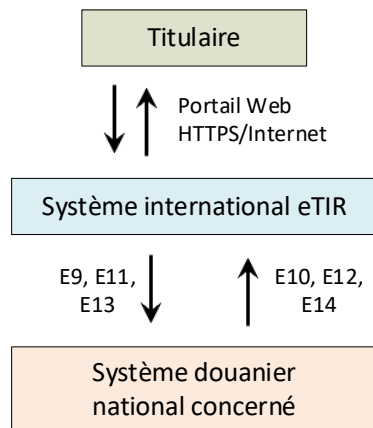 Titulaire
Portail Web
HTTPS/Internet
Système international eTIR
E9, E11,
E13
E10, E12,
E14
Système douanier
national concerné